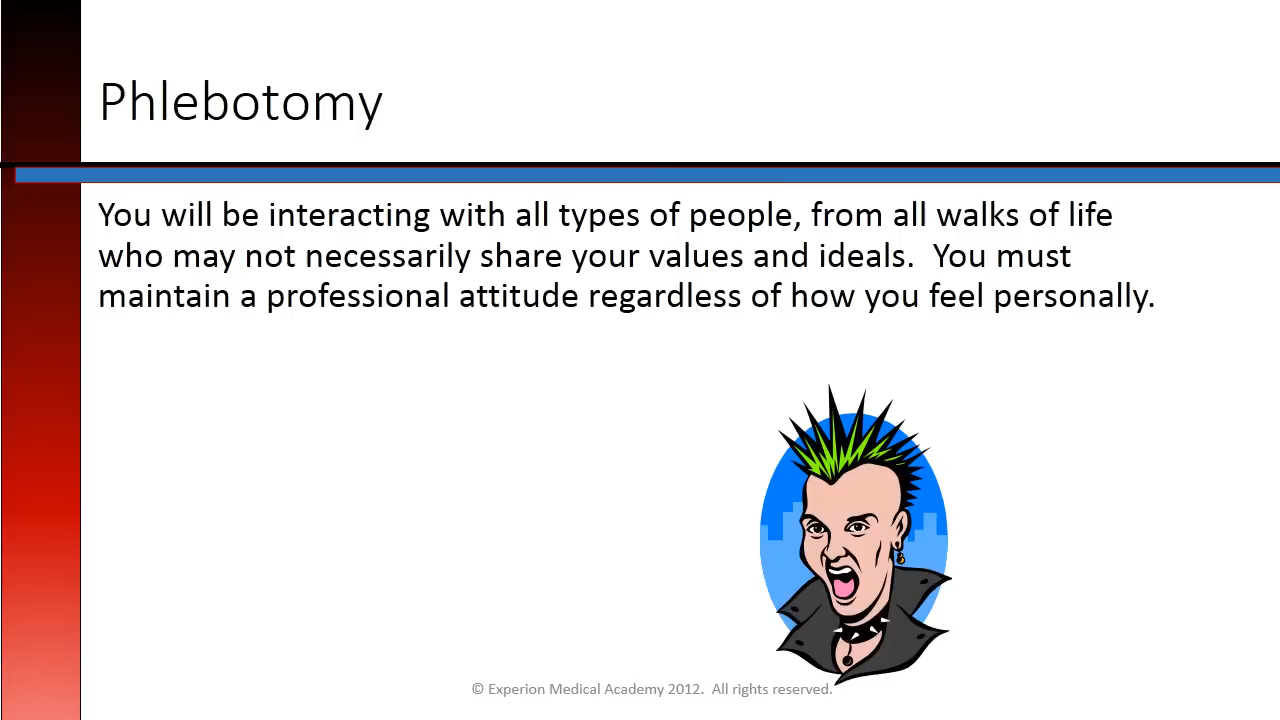 Phlebotomy
You will be interacting with all types of people, from all walks of life
who may not necessarily share your values and ideals.  You must
maintain a professional attitude regardless of how you feel personally.
© Experion Medical Academy 2012.  All rights reserved.